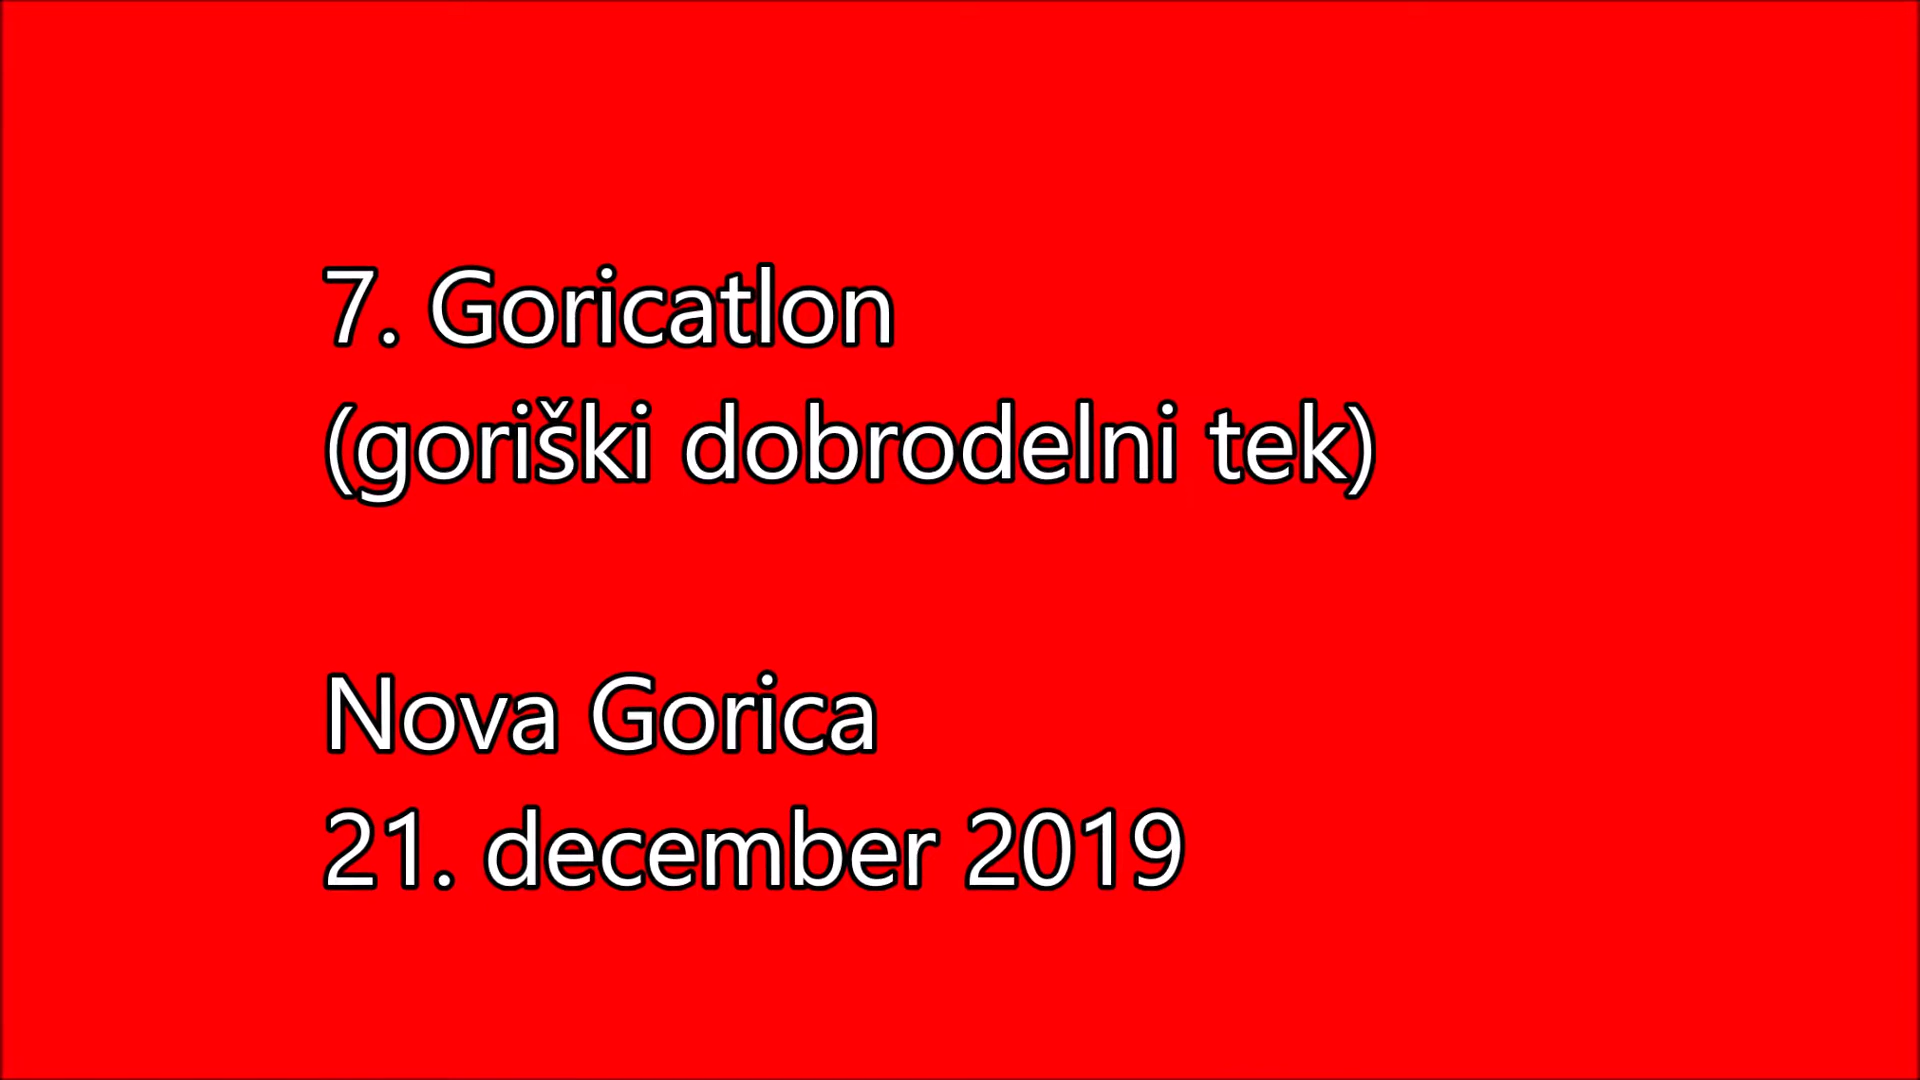 7. Goricatlon
(goriški dobrodelni tek)
Nova Gorica
21. december 2019